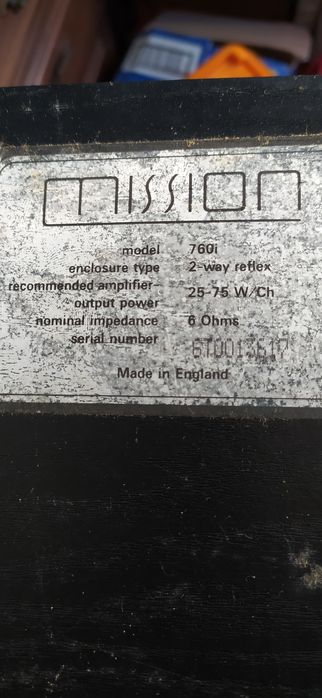 mission
model 760i
enclosure type 2-way reflex
recommended amplifier-
output power 25-75 W/Ch
nominal impedance 6 Ohms
serial number
Made in England